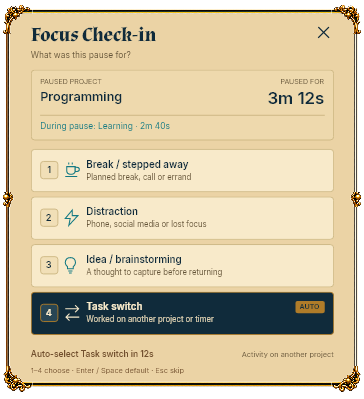 Focus Check-in
What was this pause for?
PAUSED PROJECT
PAUSED FOR
Programming
3m 12s
During pause: Learning · 2m 40s
1
Break / stepped away
Planned break, call or errand
2
Distraction
Phone, social media or lost focus
3
Idea / brainstorming
A thought to capture before returning
4
Task switch
AUTO
Worked on another project or timer
Auto-select Task switch in 12s
Activity on another project
1–4 choose · Enter / Space default · Esc skip